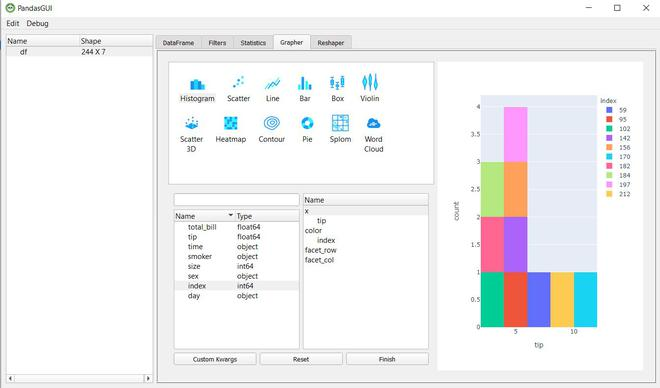 PandasGUI
Edit Debug
Name Shape
df 244 X 7
DataFrame Filters Statistics Grapher Reshaper
Histogram Scatter Line Bar Box Violin
Scatter 3D Heatmap Contour Pie Splom Word Cloud
Name Type
total_bill float64
tip float64
time object
smoker object
size int64
sex object
index int64
day object
Name
x
tip
color
index
facet_row
facet_col
Custom Kwargs Reset Finish
index
59
95
102
142
156
170
182
184
197
212
count
4
3.5
3
2.5
2
1.5
1
0.5
0
5 10
tip